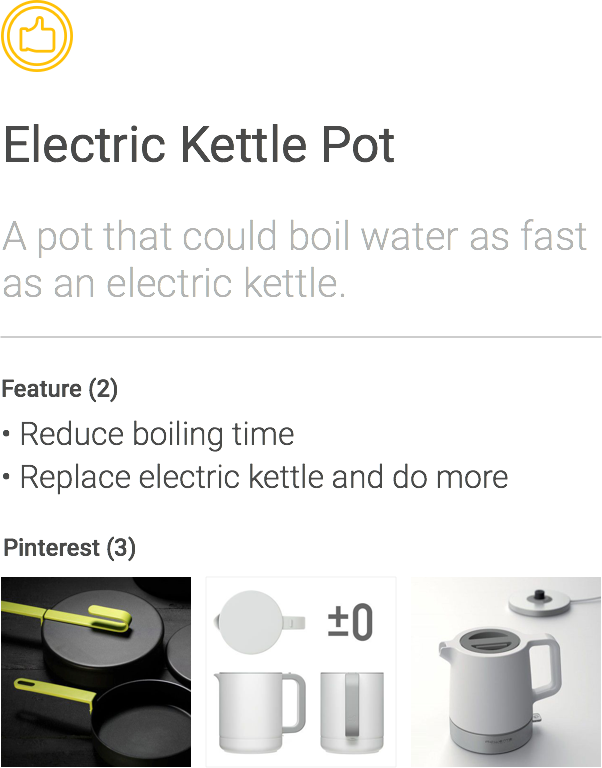 Electric Kettle Pot
A pot that could boil water as fast
as an electric kettle.
Feature (2)
• Reduce boiling time
• Replace electric kettle and do more
Pinterest (3)
±0